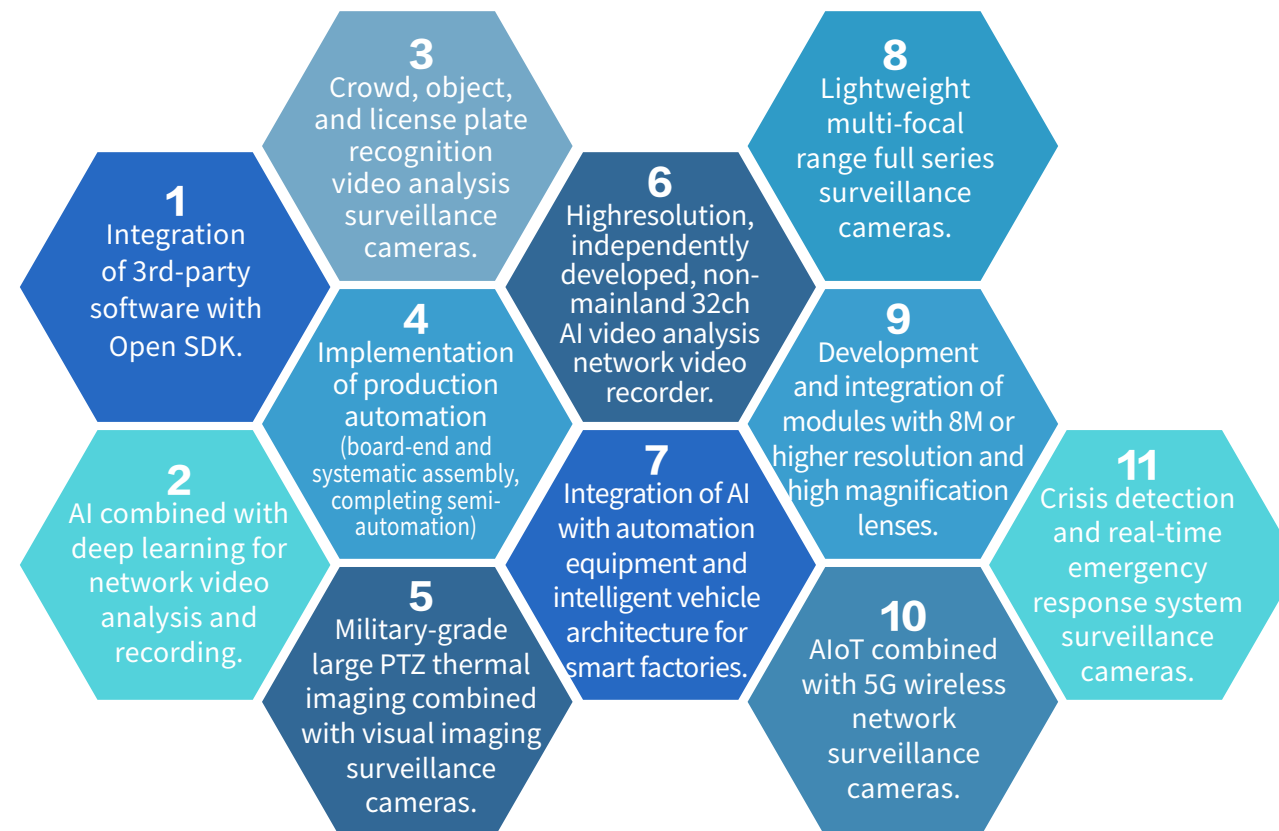 1
Integration
of 3rd-party
software with
Open SDK.
2
AI combined with
deep learning for
network video
analysis and
recording.
3
Crowd, object,
and license plate
recognition
video analysis
surveillance
cameras.
4
Implementation
of production
automation
(board-end and
systematic assembly,
completing semi-
automation)
5
Military-grade
large PTZ thermal
imaging combined
with visual imaging
surveillance
cameras.
6
Highresolution,
independently
developed, non-
mainland 32ch
AI video analysis
network video
recorder.
7
Integration of AI
with automation
equipment and
intelligent vehicle
architecture for
smart factories.
8
Lightweight
multi-focal
range full series
surveillance
cameras.
9
Development
and integration of
modules with 8M or
higher resolution and
high magnification
lenses.
10
AIoT combined
with 5G wireless
network
surveillance
cameras.
11
Crisis detection
and real-time
emergency
response system
surveillance
cameras.